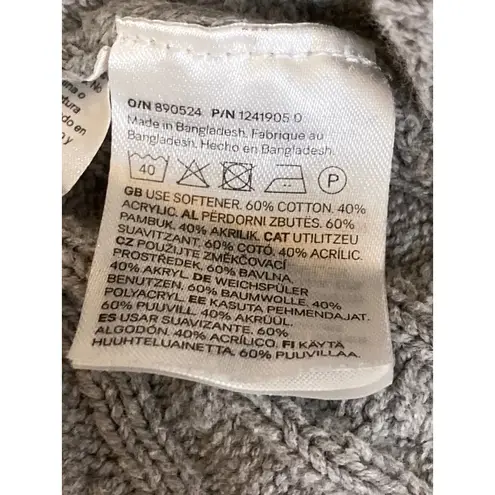 O/N 890524 P/N 1241905 D
Made in Bangladesh. Fabriqué au
Bangladesh. Hecho en Bangladesh.
40 P
GB USE SOFTENER. 60% COTTON. 40%
ACRYLIC. AL PËRDORNI ZBUTËS. 60%
PAMBUK. 40% AKRILIK. CAT UTILITZEU
SUAVITZANT. 60% COTÓ. 40% ACRÍLIC.
CZ POUŽIJTE ZMĚKČOVACÍ
PROSTŘEDEK. 60% BAVLNA
40% AKRYL. DE WEICHSPÜLER
BENUTZEN. 60% BAUMWOLLE. 40%
POLYACRYL. EE KASUTA PEHMENDAJAT.
60% PUUVILL. 40% AKRÜÜL.
ES USAR SUAVIZANTE. 60%
ALGODÓN. 40% ACRÍLICO. FI KÄYTÄ
HUUHTELUAINETTA. 60% PUUVILLAA.